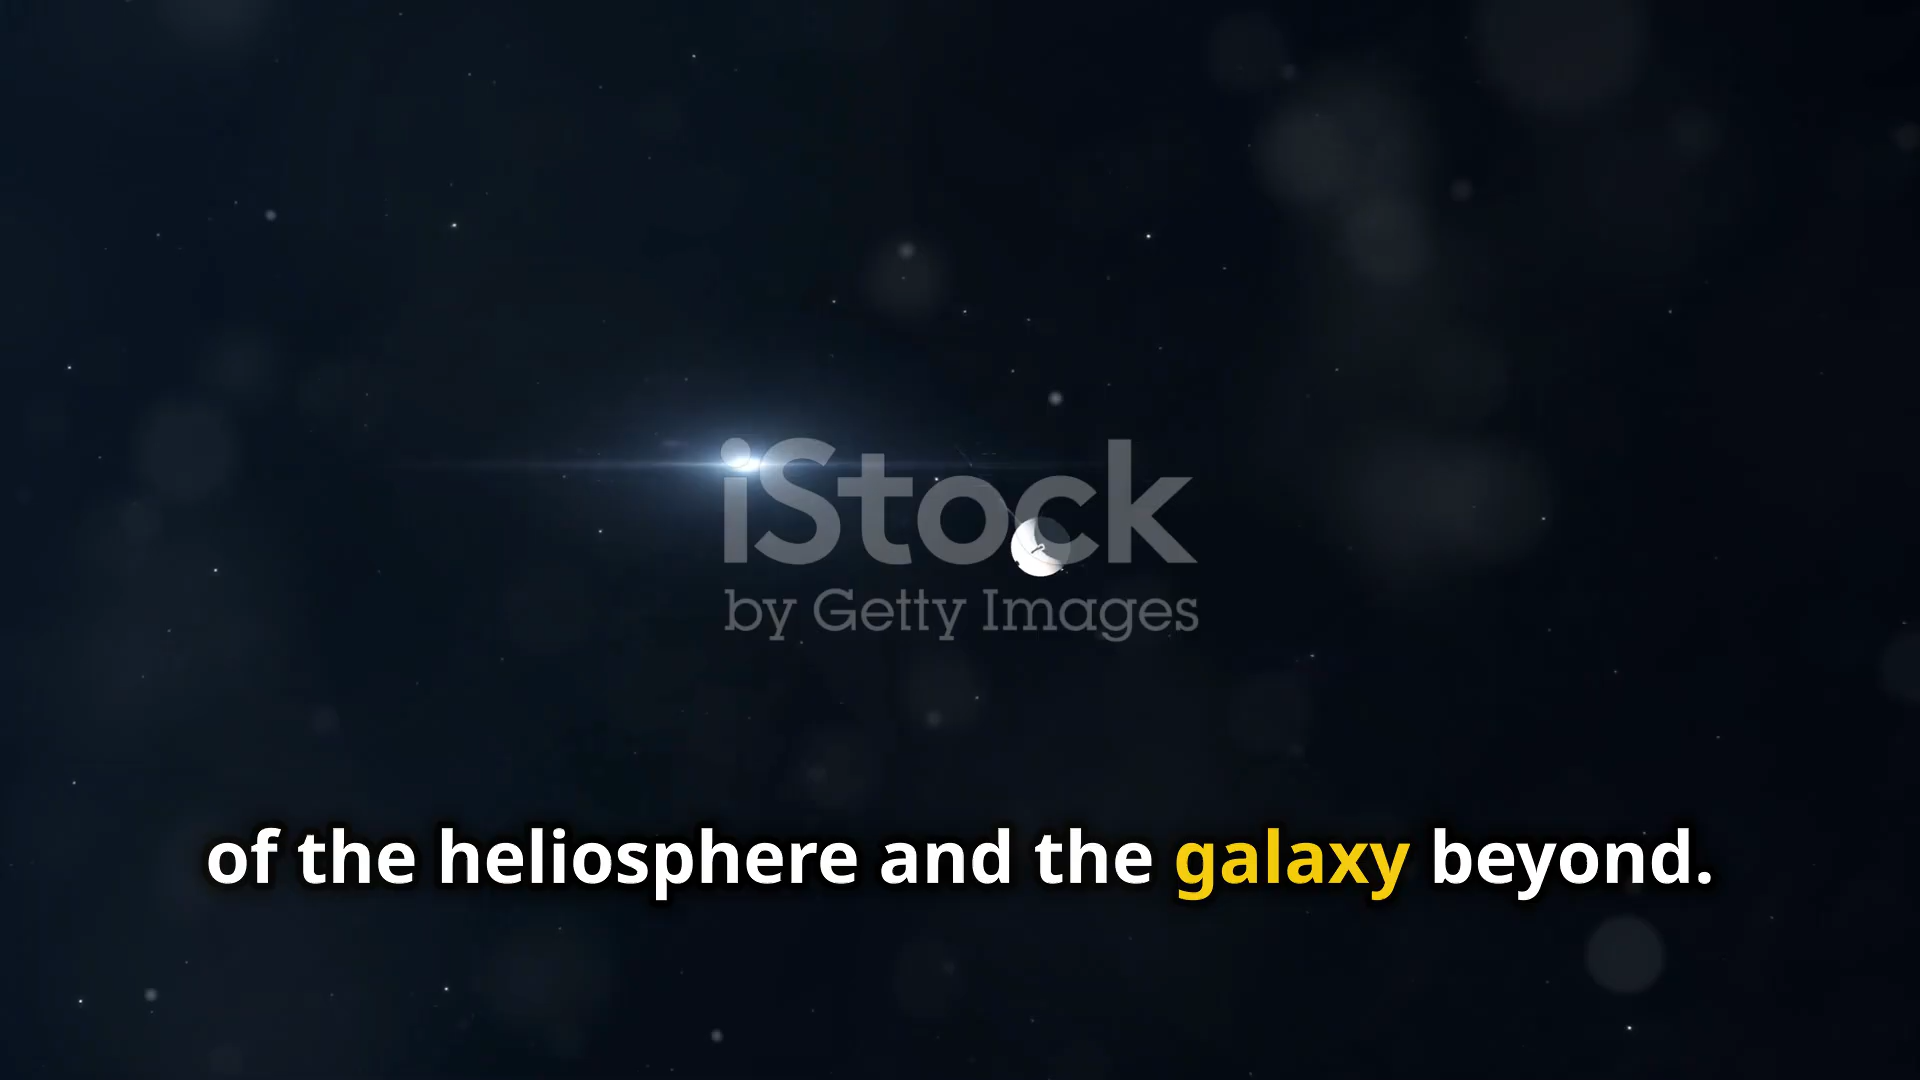 iStock
by Getty Images
of the heliosphere and the galaxy beyond.